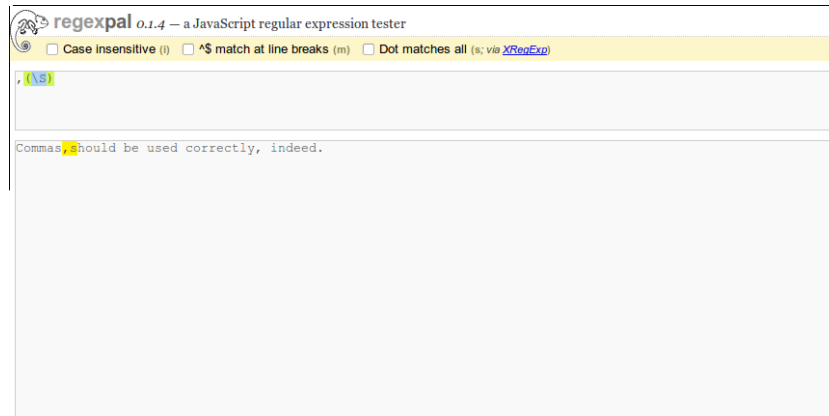 regexpal 0.1.4 — a JavaScript regular expression tester
Case insensitive (i) ^$ match at line breaks (m) Dot matches all (s; via XRegExp)
,(\S)
Commas,should be used correctly, indeed.